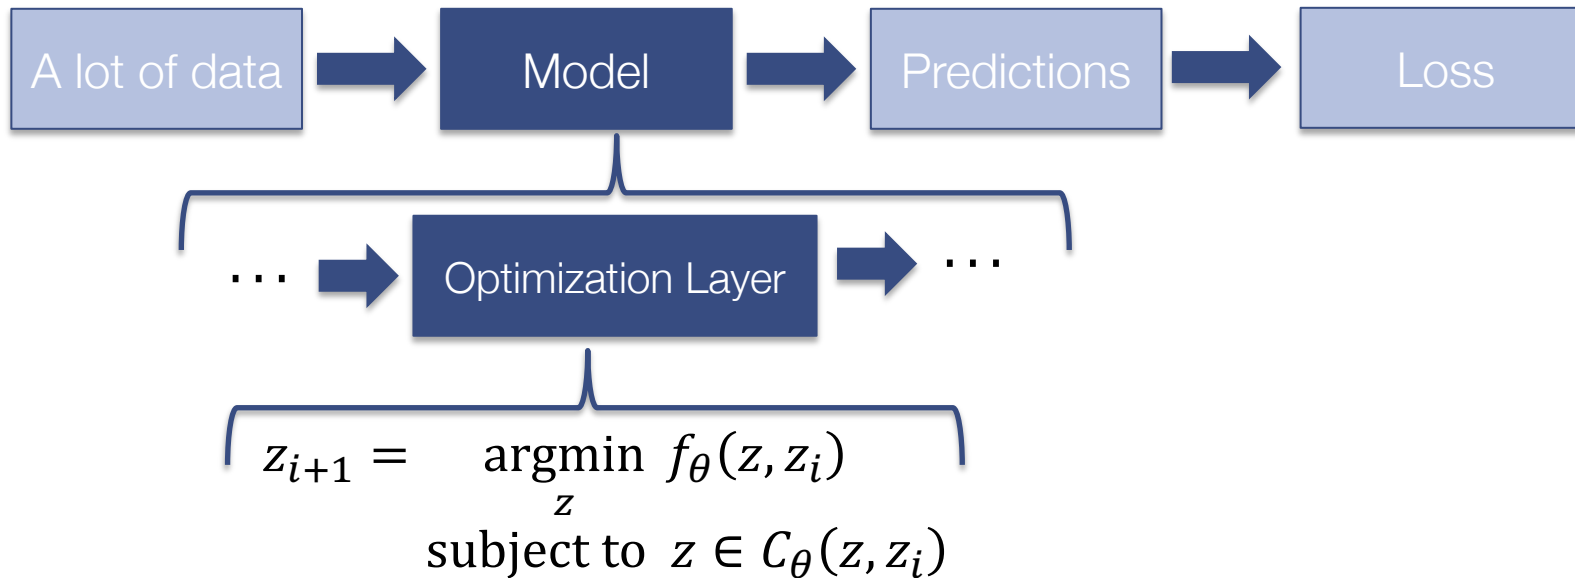 A lot of data
Model
Predictions
Loss
...
Optimization Layer
...
z_{i+1} = argmin f_θ(z, z_i)
z
subject to z ∈ C_θ(z, z_i)